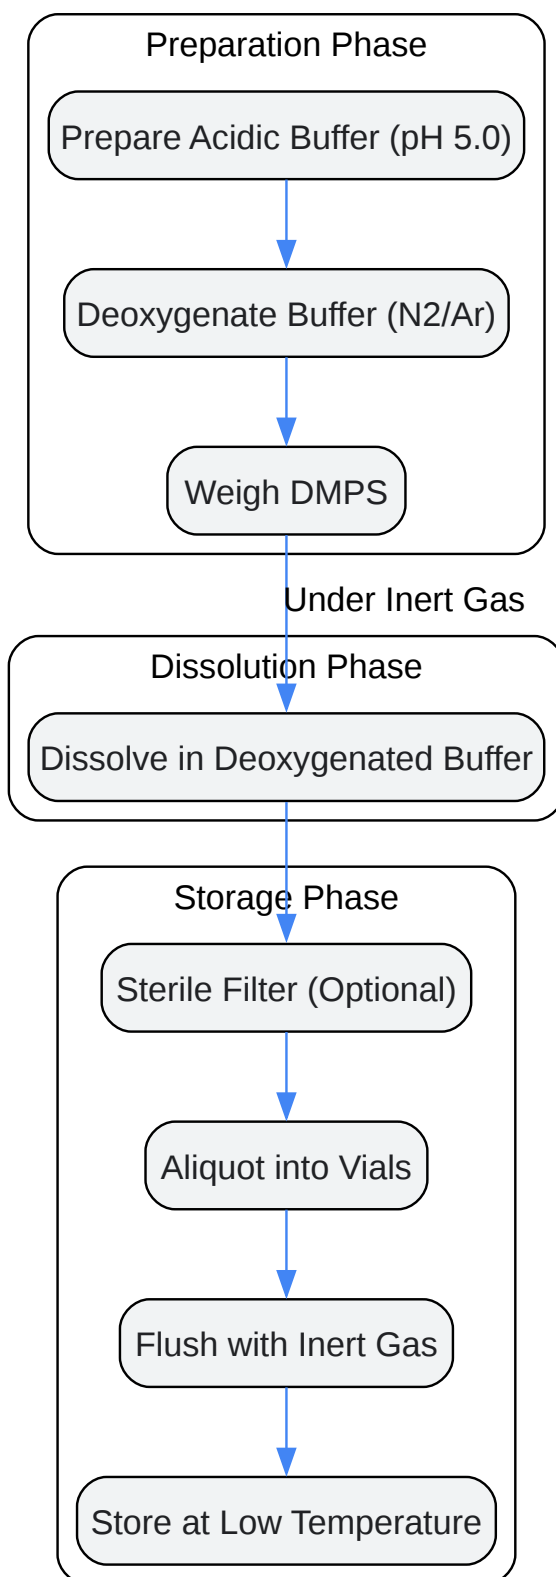 Preparation Phase
Prepare Acidic Buffer (pH 5.0)
Deoxygenate Buffer (N2/Ar)
Weigh DMPS
Under Inert Gas
Dissolution Phase
Dissolve in Deoxygenated Buffer
Storage Phase
Sterile Filter (Optional)
Aliquot into Vials
Flush with Inert Gas
Store at Low Temperature